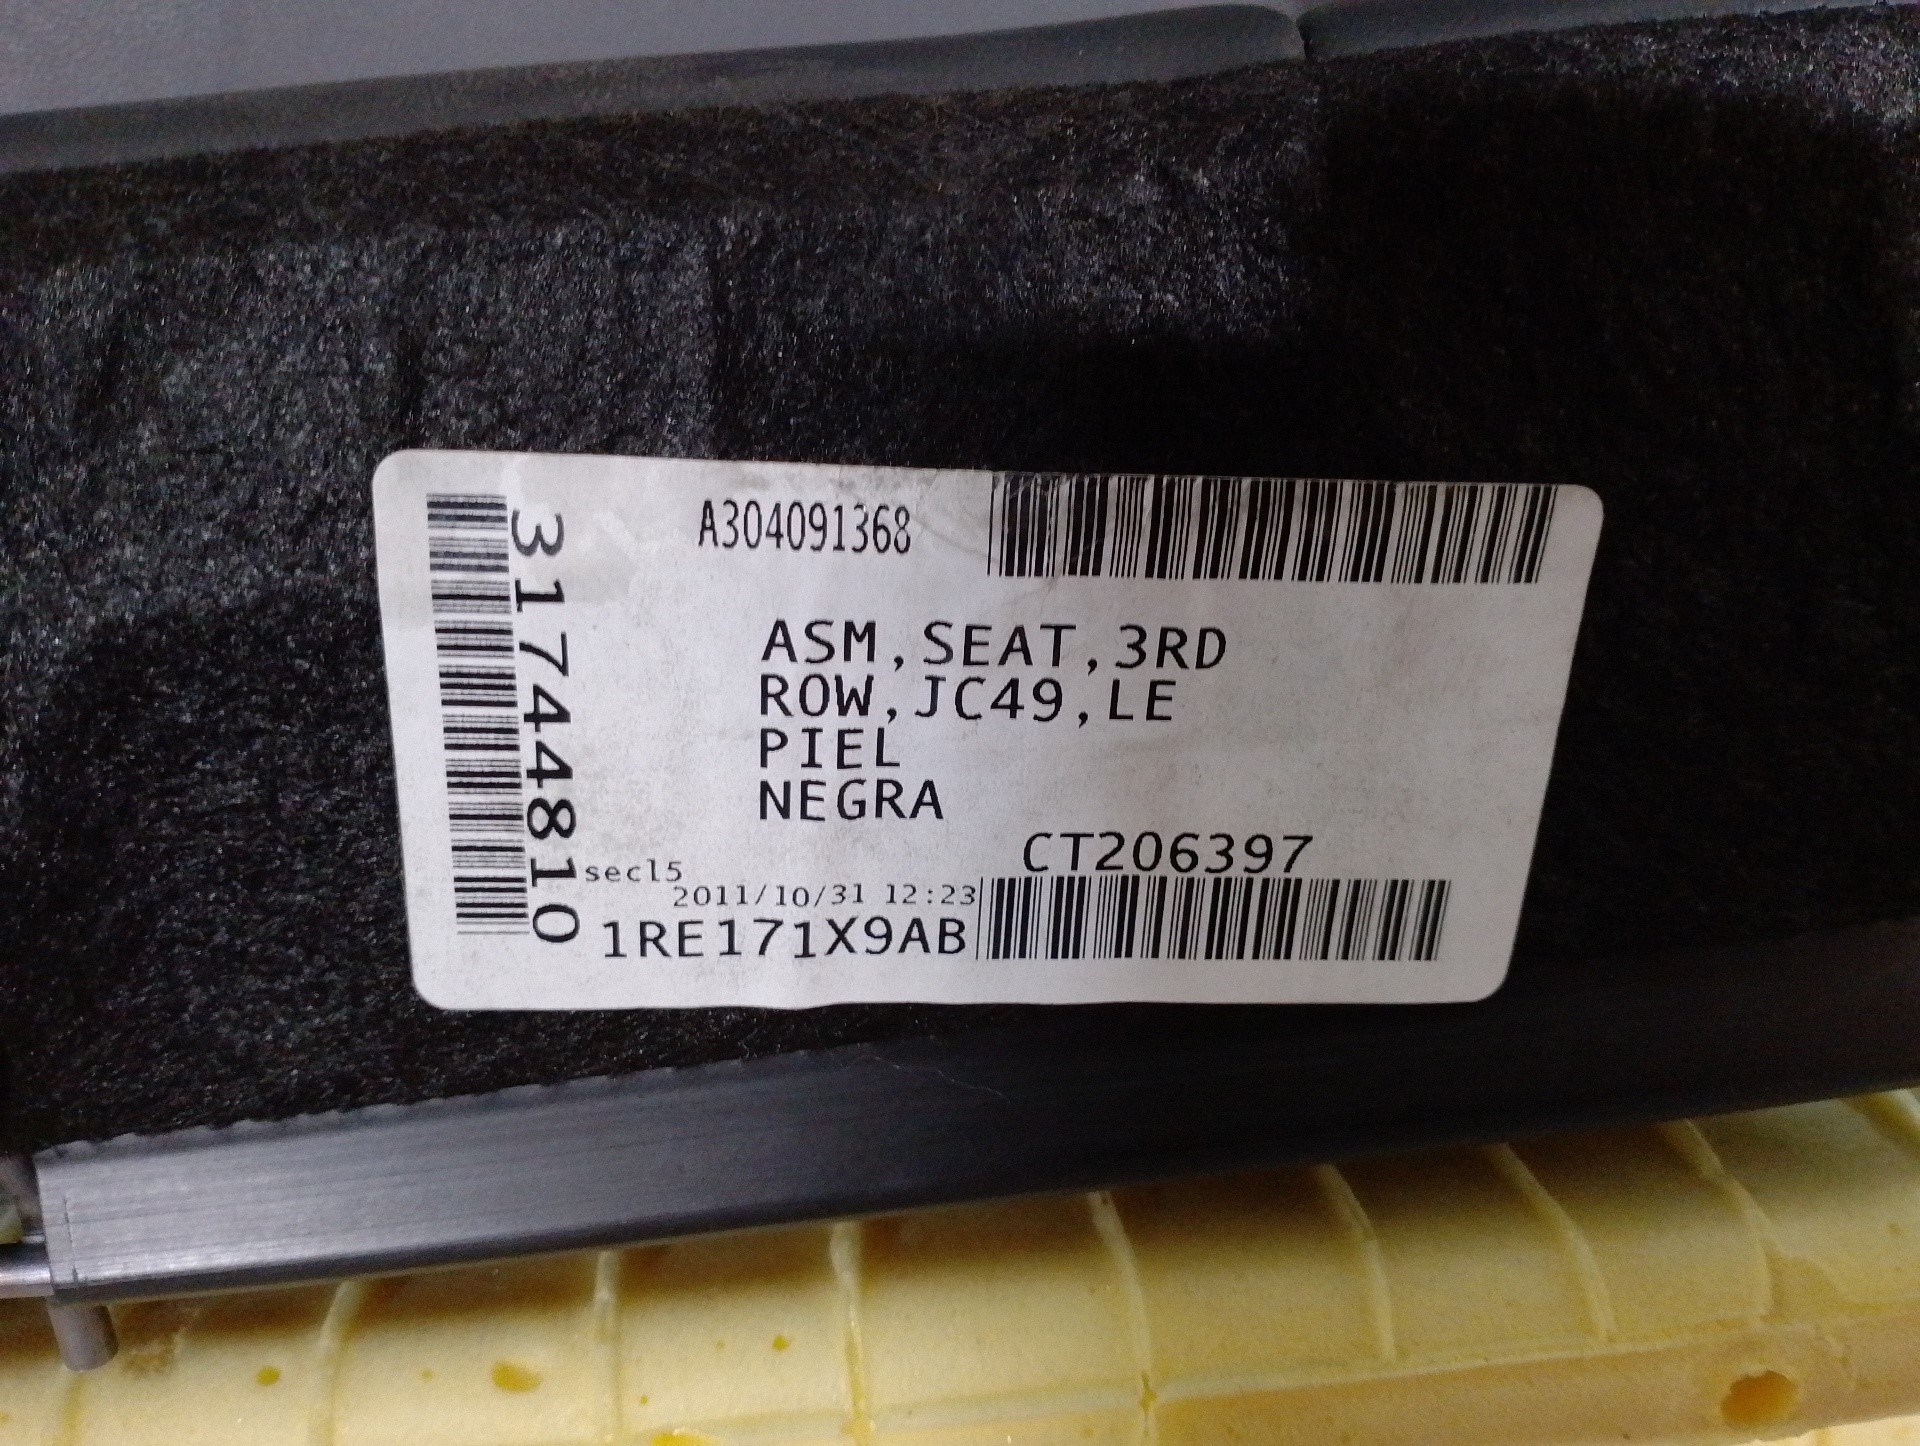 A304091368
31744810
ASM,SEAT,3RD
ROW,JC49,LE
PIEL
NEGRA
CT206397
sec15
2011/10/31 12:23
1RE171X9AB